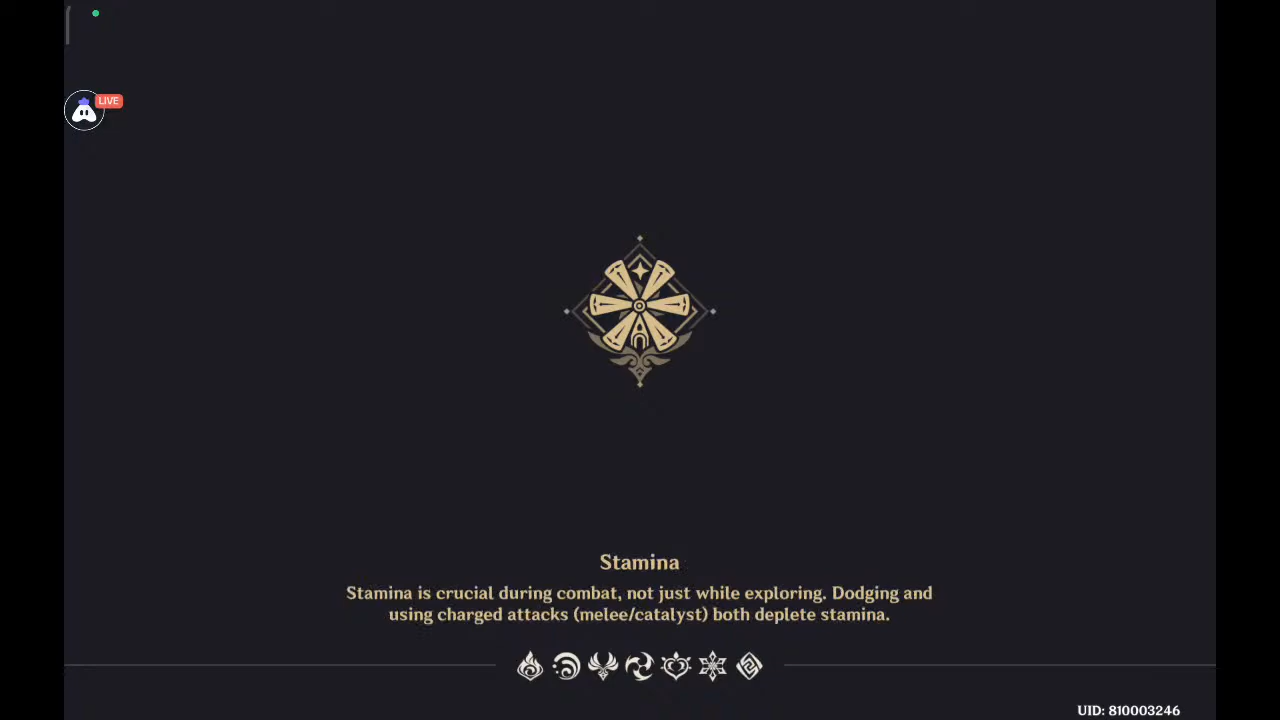 LIVE
Stamina
Stamina is crucial during combat, not just while exploring. Dodging and
using charged attacks (melee/catalyst) both deplete stamina.
UID: 810003246